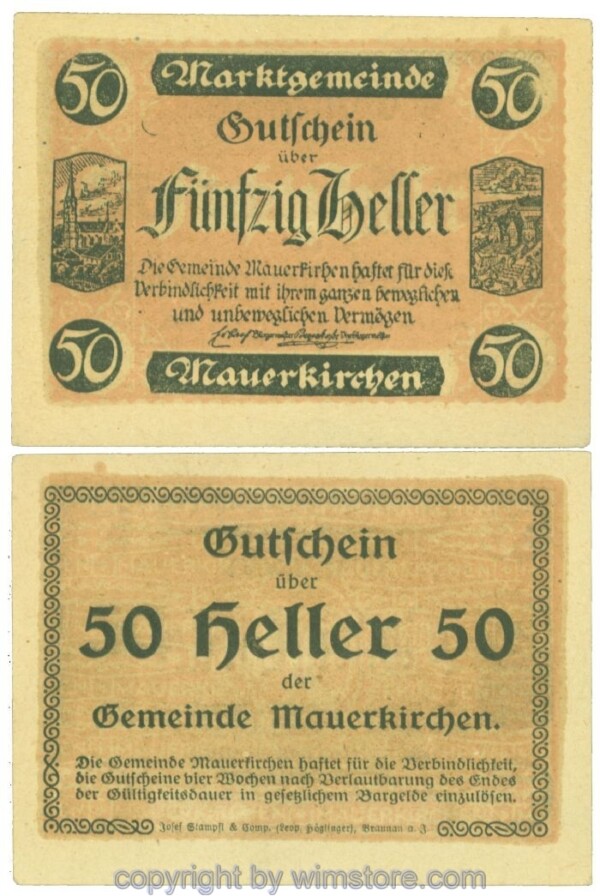 50 Marktgemeinde 50
Gutschein
über
Fünfzig Heller
Die Gemeinde Mauerkirchen haftet für diese
Verbindlichkeit mit ihrem ganzen beweglichen
und unbeweglichen Vermögen
50 Mauerkirchen 50
Gutschein
über
50 Heller 50
der
Gemeinde Mauerkirchen.
Die Gemeinde Mauerkirchen haftet für die Verbindlichkeit,
die Gutscheine vier Wochen nach Verlautbarung des Endes
der Gültigkeitsdauer in gesetzlichem Bargelde einzulösen.
Josef Stampfl & Comp. (Leop. Höglinger), Braunau a. I
copyright by wimstore.com